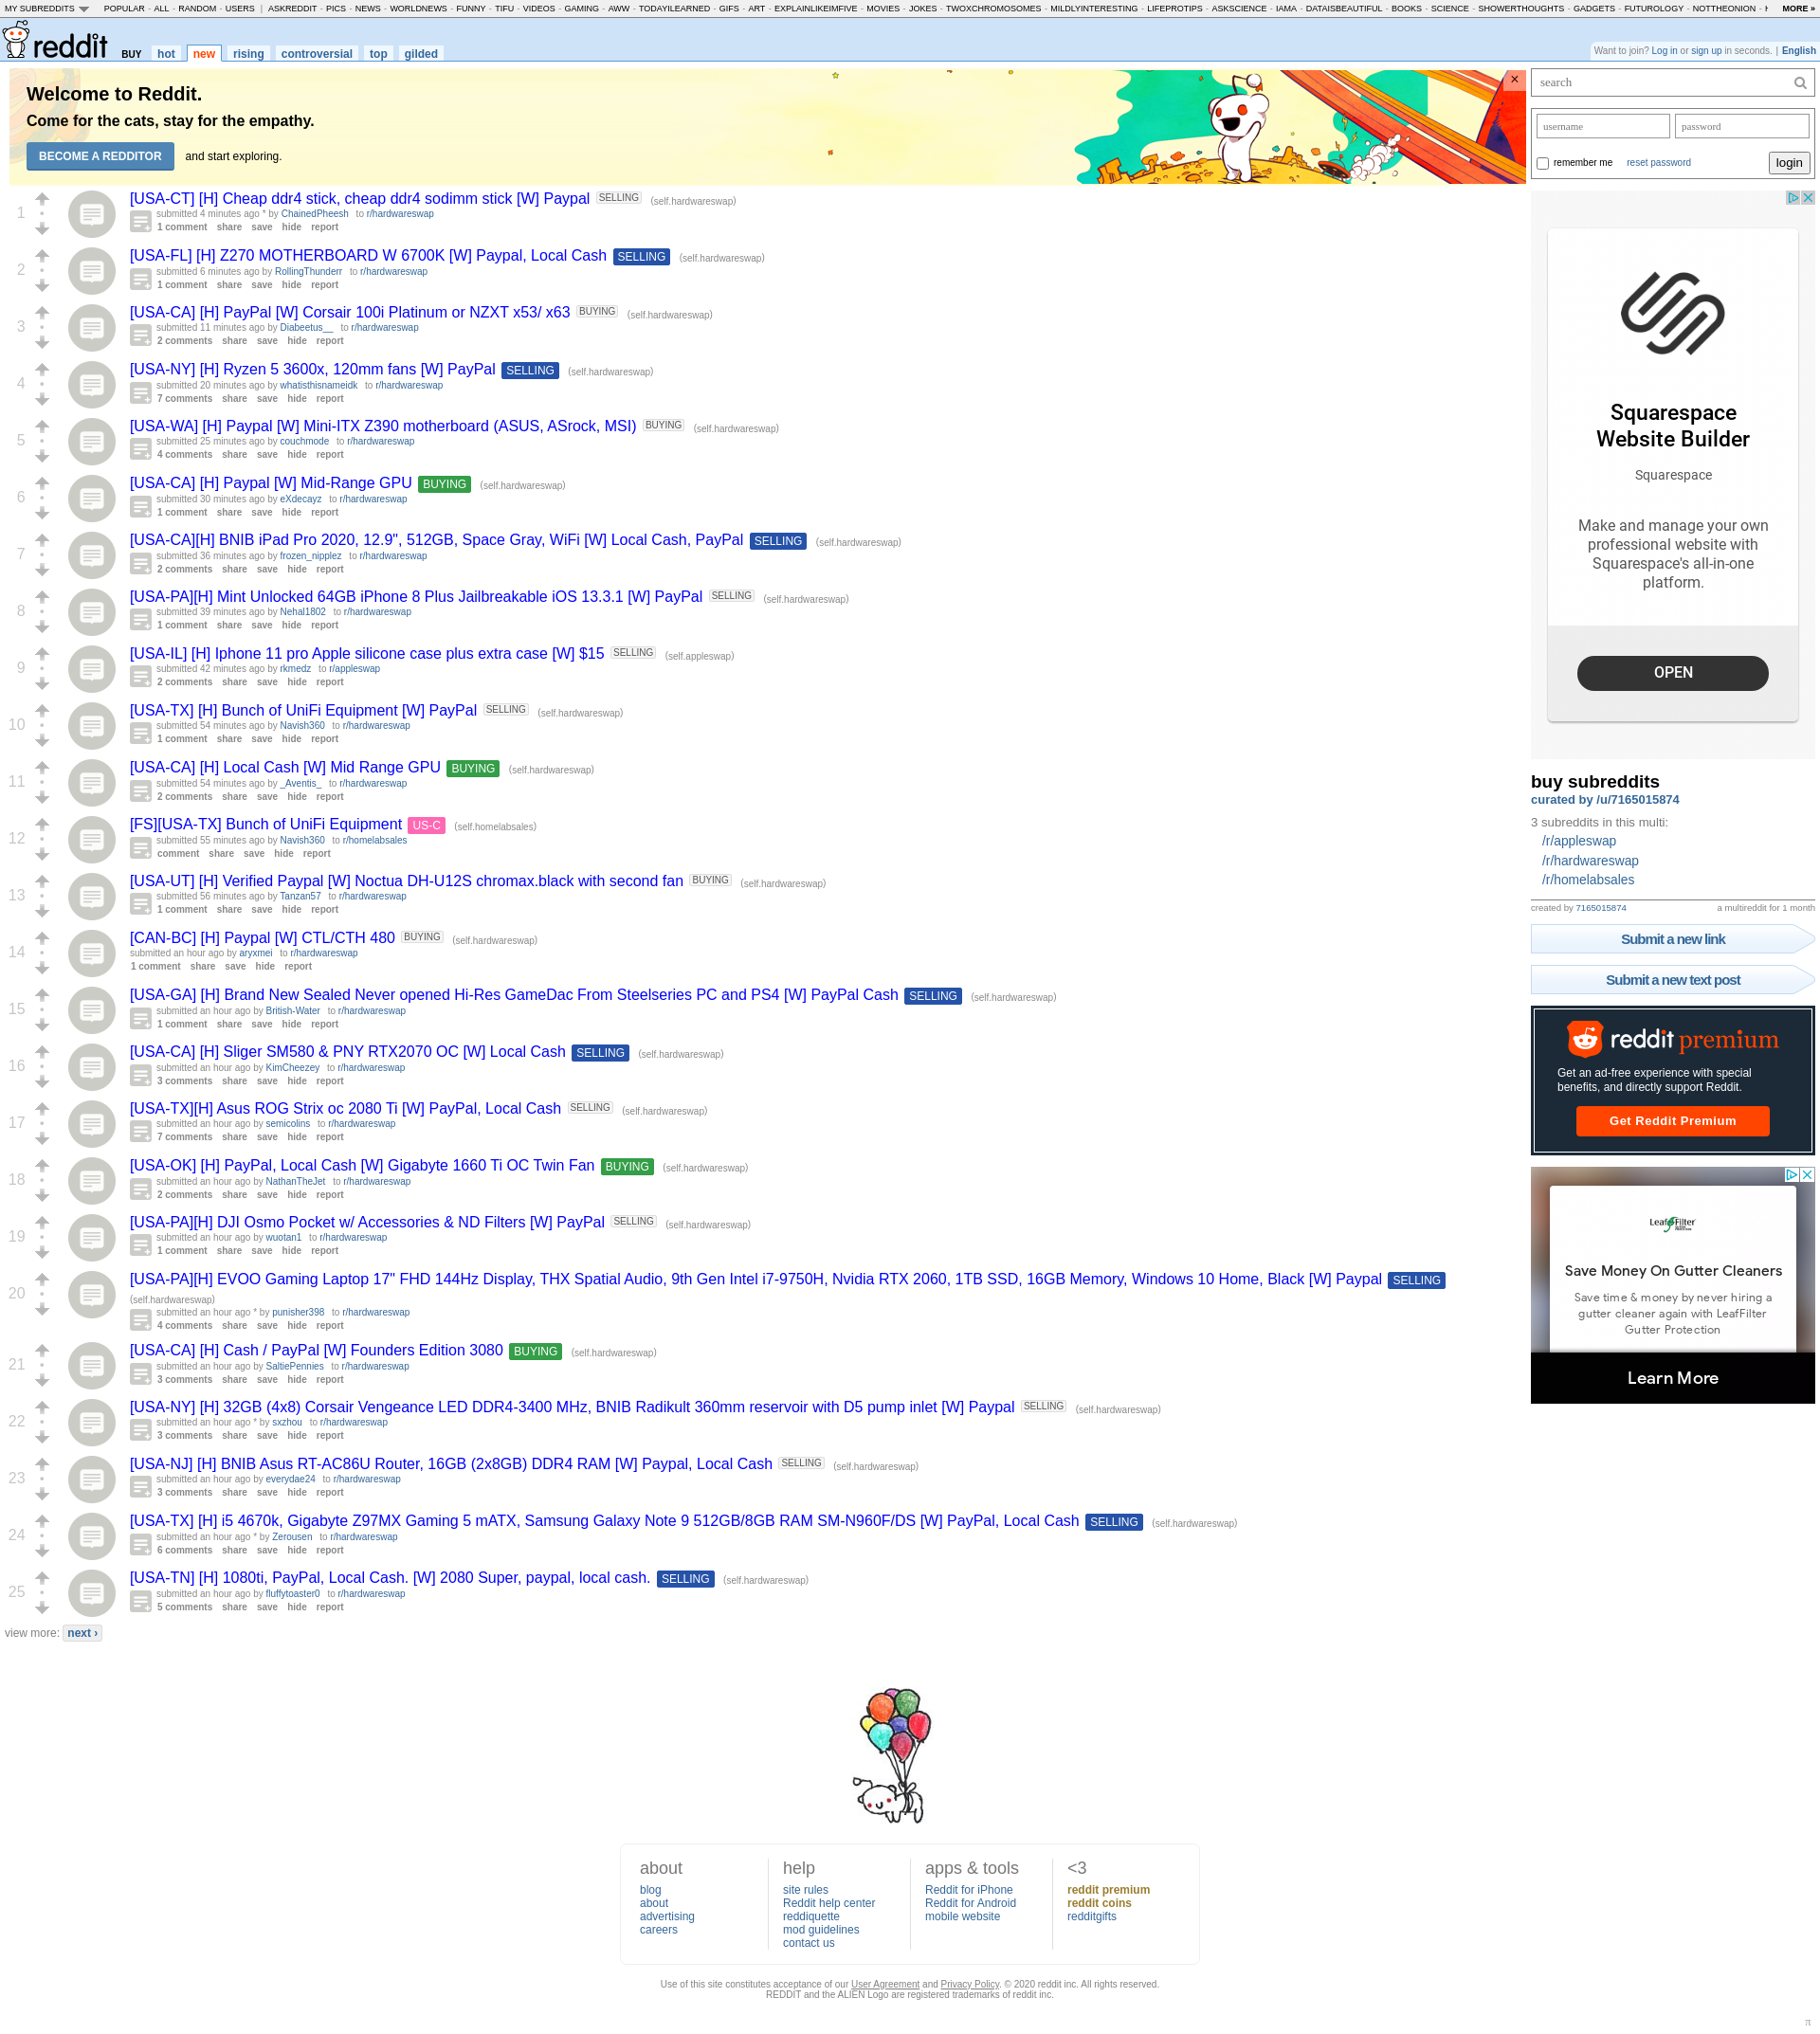 MY SUBREDDITS POPULAR - ALL - RANDOM - USERS | ASKREDDIT - PICS - NEWS - WORLDNEWS - FUNNY - TIFU - VIDEOS - GAMING - AWW - TODAYILEARNED - GIFS - ART - EXPLAINLIKEIMFIVE - MOVIES - JOKES - TWOXCHROMOSOMES - MILDLYINTERESTING - LIFEPROTIPS - ASKSCIENCE - IAMA - DATAISBEAUTIFUL - BOOKS - SCIENCE - SHOWERTHOUGHTS - GADGETS - FUTUROLOGY - NOTTHEONION - MORE »
reddit BUY hot new rising controversial top gilded
Want to join? Log in or sign up in seconds. | English
Welcome to Reddit.
Come for the cats, stay for the empathy.
BECOME A REDDITOR and start exploring.
×
1
[USA-CT] [H] Cheap ddr4 stick, cheap ddr4 sodimm stick [W] Paypal SELLING (self.hardwareswap)
submitted 4 minutes ago * by ChainedPheesh to r/hardwareswap
1 comment share save hide report
2
[USA-FL] [H] Z270 MOTHERBOARD W 6700K [W] Paypal, Local Cash SELLING (self.hardwareswap)
submitted 6 minutes ago by RollingThunderr to r/hardwareswap
1 comment share save hide report
3
[USA-CA] [H] PayPal [W] Corsair 100i Platinum or NZXT x53/ x63 BUYING (self.hardwareswap)
submitted 11 minutes ago by Diabeetus__ to r/hardwareswap
2 comments share save hide report
4
[USA-NY] [H] Ryzen 5 3600x, 120mm fans [W] PayPal SELLING (self.hardwareswap)
submitted 20 minutes ago by whatisthisnameidk to r/hardwareswap
7 comments share save hide report
5
[USA-WA] [H] Paypal [W] Mini-ITX Z390 motherboard (ASUS, ASrock, MSI) BUYING (self.hardwareswap)
submitted 25 minutes ago by couchmode to r/hardwareswap
4 comments share save hide report
6
[USA-CA] [H] Paypal [W] Mid-Range GPU BUYING (self.hardwareswap)
submitted 30 minutes ago by eXdecayz to r/hardwareswap
1 comment share save hide report
7
[USA-CA][H] BNIB iPad Pro 2020, 12.9", 512GB, Space Gray, WiFi [W] Local Cash, PayPal SELLING (self.hardwareswap)
submitted 36 minutes ago by frozen_nipplez to r/hardwareswap
2 comments share save hide report
8
[USA-PA][H] Mint Unlocked 64GB iPhone 8 Plus Jailbreakable iOS 13.3.1 [W] PayPal SELLING (self.hardwareswap)
submitted 39 minutes ago by Nehal1802 to r/hardwareswap
1 comment share save hide report
9
[USA-IL] [H] Iphone 11 pro Apple silicone case plus extra case [W] $15 SELLING (self.appleswap)
submitted 42 minutes ago by rkmedz to r/appleswap
2 comments share save hide report
10
[USA-TX] [H] Bunch of UniFi Equipment [W] PayPal SELLING (self.hardwareswap)
submitted 54 minutes ago by Navish360 to r/hardwareswap
1 comment share save hide report
11
[USA-CA] [H] Local Cash [W] Mid Range GPU BUYING (self.hardwareswap)
submitted 54 minutes ago by _Aventis_ to r/hardwareswap
2 comments share save hide report
12
[FS][USA-TX] Bunch of UniFi Equipment US-C (self.homelabsales)
submitted 55 minutes ago by Navish360 to r/homelabsales
comment share save hide report
13
[USA-UT] [H] Verified Paypal [W] Noctua DH-U12S chromax.black with second fan BUYING (self.hardwareswap)
submitted 56 minutes ago by Tanzan57 to r/hardwareswap
1 comment share save hide report
14
[CAN-BC] [H] Paypal [W] CTL/CTH 480 BUYING (self.hardwareswap)
submitted an hour ago by aryxmei to r/hardwareswap
1 comment share save hide report
15
[USA-GA] [H] Brand New Sealed Never opened Hi-Res GameDac From Steelseries PC and PS4 [W] PayPal Cash SELLING (self.hardwareswap)
submitted an hour ago by British-Water to r/hardwareswap
1 comment share save hide report
16
[USA-CA] [H] Sliger SM580 & PNY RTX2070 OC [W] Local Cash SELLING (self.hardwareswap)
submitted an hour ago by KimCheezey to r/hardwareswap
3 comments share save hide report
17
[USA-TX][H] Asus ROG Strix oc 2080 Ti [W] PayPal, Local Cash SELLING (self.hardwareswap)
submitted an hour ago by semicolins to r/hardwareswap
7 comments share save hide report
18
[USA-OK] [H] PayPal, Local Cash [W] Gigabyte 1660 Ti OC Twin Fan BUYING (self.hardwareswap)
submitted an hour ago by NathanTheJet to r/hardwareswap
2 comments share save hide report
19
[USA-PA][H] DJI Osmo Pocket w/ Accessories & ND Filters [W] PayPal SELLING (self.hardwareswap)
submitted an hour ago by wuotan1 to r/hardwareswap
1 comment share save hide report
20
[USA-PA][H] EVOO Gaming Laptop 17" FHD 144Hz Display, THX Spatial Audio, 9th Gen Intel i7-9750H, Nvidia RTX 2060, 1TB SSD, 16GB Memory, Windows 10 Home, Black [W] Paypal SELLING
(self.hardwareswap)
submitted an hour ago * by punisher398 to r/hardwareswap
4 comments share save hide report
21
[USA-CA] [H] Cash / PayPal [W] Founders Edition 3080 BUYING (self.hardwareswap)
submitted an hour ago by SaltiePennies to r/hardwareswap
3 comments share save hide report
22
[USA-NY] [H] 32GB (4x8) Corsair Vengeance LED DDR4-3400 MHz, BNIB Radikult 360mm reservoir with D5 pump inlet [W] Paypal SELLING (self.hardwareswap)
submitted an hour ago * by sxzhou to r/hardwareswap
3 comments share save hide report
23
[USA-NJ] [H] BNIB Asus RT-AC86U Router, 16GB (2x8GB) DDR4 RAM [W] Paypal, Local Cash SELLING (self.hardwareswap)
submitted an hour ago by everydae24 to r/hardwareswap
3 comments share save hide report
24
[USA-TX] [H] i5 4670k, Gigabyte Z97MX Gaming 5 mATX, Samsung Galaxy Note 9 512GB/8GB RAM SM-N960F/DS [W] PayPal, Local Cash SELLING (self.hardwareswap)
submitted an hour ago * by Zerousen to r/hardwareswap
6 comments share save hide report
25
[USA-TN] [H] 1080ti, PayPal, Local Cash. [W] 2080 Super, paypal, local cash. SELLING (self.hardwareswap)
submitted an hour ago by fluffytoaster0 to r/hardwareswap
5 comments share save hide report
view more: next ›
search
username password
remember me reset password login
Squarespace
Website Builder
Squarespace
Make and manage your own
professional website with
Squarespace's all-in-one
platform.
OPEN
buy subreddits
curated by /u/7165015874
3 subreddits in this multi:
/r/appleswap
/r/hardwareswap
/r/homelabsales
created by 7165015874 a multireddit for 1 month
Submit a new link
Submit a new text post
reddit premium
Get an ad-free experience with special
benefits, and directly support Reddit.
Get Reddit Premium
LeafFilter
Save Money On Gutter Cleaners
Save time & money by never hiring a
gutter cleaner again with LeafFilter
Gutter Protection
Learn More
about
blog
about
advertising
careers
help
site rules
Reddit help center
reddiquette
mod guidelines
contact us
apps & tools
Reddit for iPhone
Reddit for Android
mobile website
<3
reddit premium
reddit coins
redditgifts
Use of this site constitutes acceptance of our User Agreement and Privacy Policy. © 2020 reddit inc. All rights reserved.
REDDIT and the ALIEN Logo are registered trademarks of reddit inc.
π